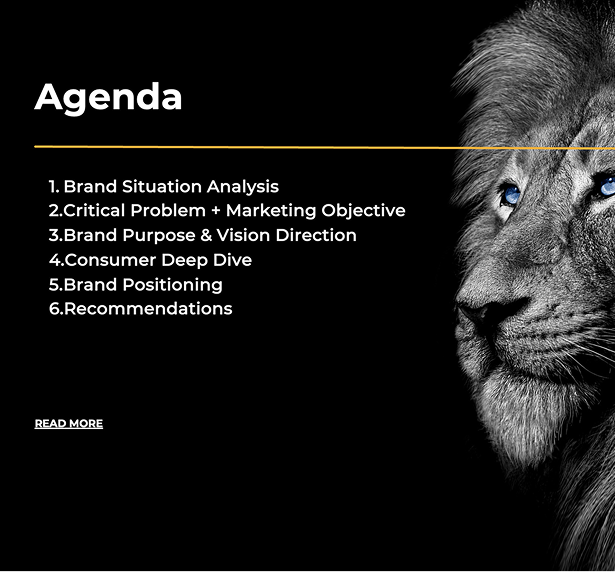 Agenda
1. Brand Situation Analysis
2.Critical Problem + Marketing Objective
3.Brand Purpose & Vision Direction
4.Consumer Deep Dive
5.Brand Positioning
6.Recommendations
READ MORE